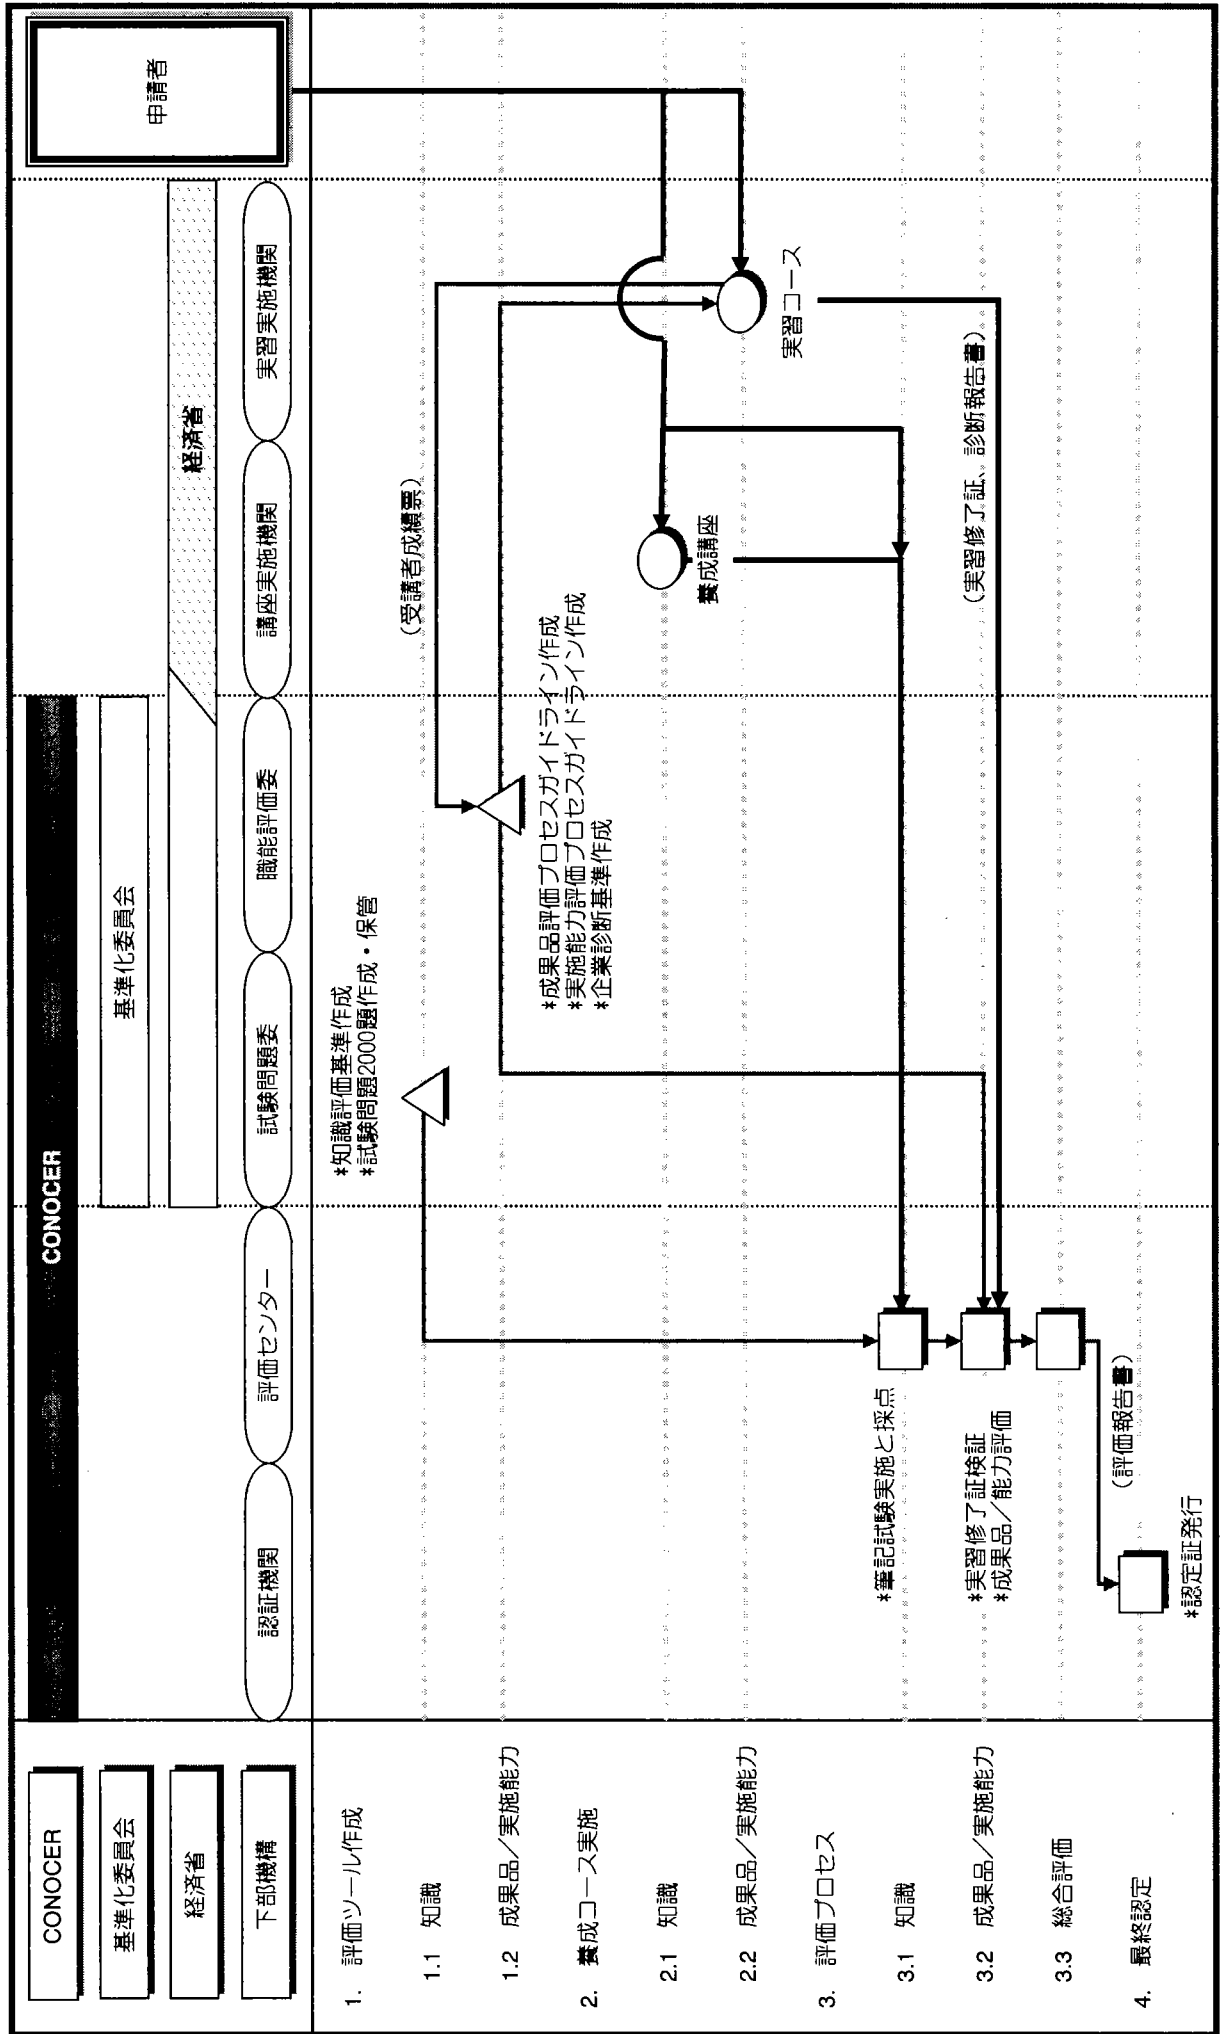 CONOCER
CONOCER
基準化委員会
基準化委員会
経済省
経済省
下部機構
認証機関
評価センター
試験問題委
職能評価委
講座実施機関
実習実施機関
申請者
1. 評価ツール作成
*知識評価基準作成
*試験問題2000題作成・保管
1.1 知識
(受講者成績票)
1.2 成果品/実施能力
*成果品評価プロセスガイドライン作成
*実施能力評価プロセスガイドライン作成
*企業診断基準作成
2. 養成コース実施
2.1 知識
養成講座
2.2 成果品/実施能力
実習コース
3. 評価プロセス
*筆記試験実施と採点
3.1 知識
*実習修了証検証
*成果品/能力評価
(実習修了証、診断報告書)
3.2 成果品/実施能力
3.3 総合評価
(評価報告書)
4. 最終認定
*認定証発行